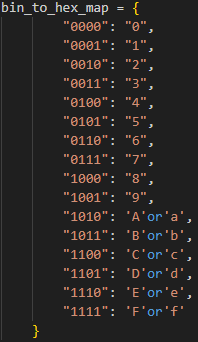 bin_to_hex_map = {
"0000": "0",
"0001": "1",
"0010": "2",
"0011": "3",
"0100": "4",
"0101": "5",
"0110": "6",
"0111": "7",
"1000": "8",
"1001": "9",
"1010": 'A'or'a',
"1011": 'B'or'b',
"1100": 'C'or'c',
"1101": 'D'or'd',
"1110": 'E'or'e',
"1111": 'F'or'f'
}